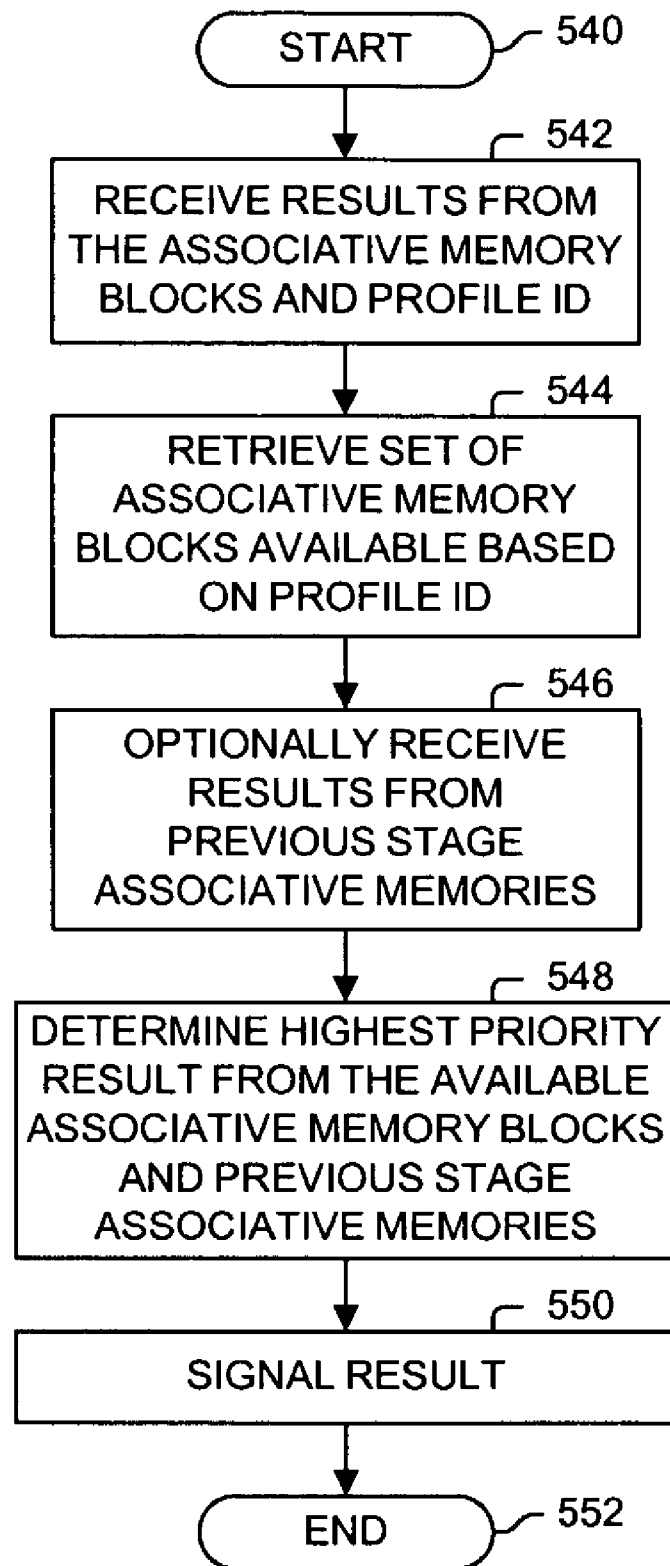 START
540
542
RECEIVE RESULTS FROM
THE ASSOCIATIVE MEMORY
BLOCKS AND PROFILE ID
544
RETRIEVE SET OF
ASSOCIATIVE MEMORY
BLOCKS AVAILABLE BASED
ON PROFILE ID
546
OPTIONALLY RECEIVE
RESULTS FROM
PREVIOUS STAGE
ASSOCIATIVE MEMORIES
548
DETERMINE HIGHEST PRIORITY
RESULT FROM THE AVAILABLE
ASSOCIATIVE MEMORY BLOCKS
AND PREVIOUS STAGE
ASSOCIATIVE MEMORIES
550
SIGNAL RESULT
END
552